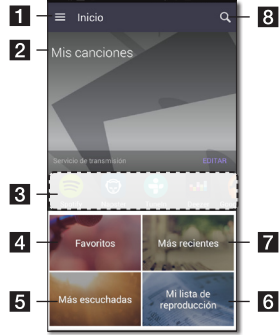 1
Inicio
8
2
Mis canciones
Servicio de transmisión
EDITAR
3
4
Favoritos
Más recientes
7
5
Más escuchadas
Mi lista de
reproducción
6